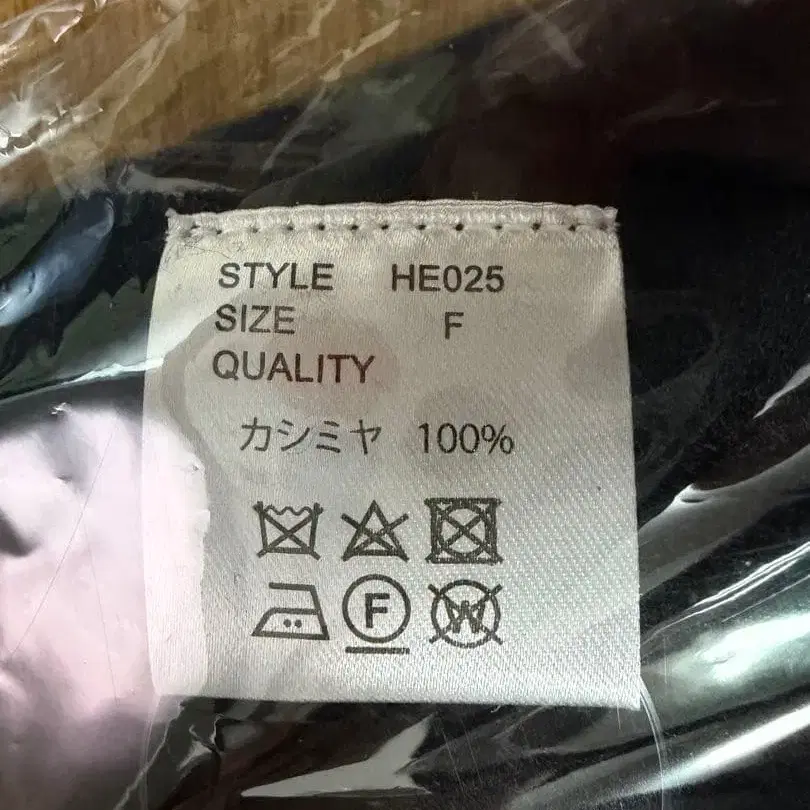 STYLE HE025
SIZE F
QUALITY
カシミヤ 100%
F W